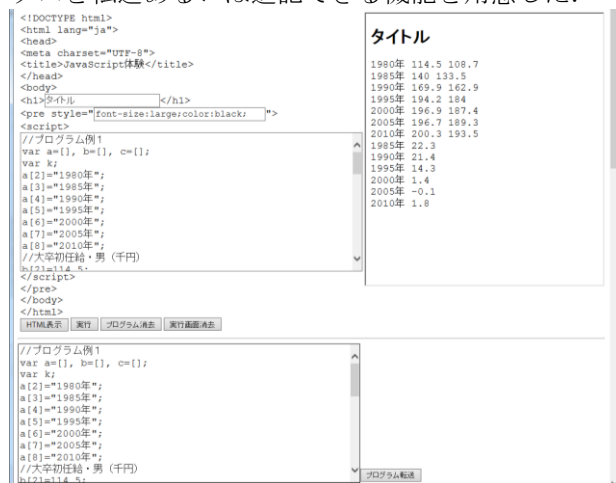 <!DOCTYPE html>
<html lang="ja">
<head>
<meta charset="UTF-8">
<title>JavaScript体験</title>
</head>
<body>
<h1>タイトル</h1>
<pre style="font-size:large;color:black;">
<script>
//プログラム例1
var a=[], b=[], c=[];
var k;
a[2]="1980年";
a[3]="1985年";
a[4]="1990年";
a[5]="1995年";
a[6]="2000年";
a[7]="2005年";
a[8]="2010年";
//大卒初任給・男（千円）
b[2]=114.5;
</script>
</pre>
</body>
</html>
HTML表示 実行 プログラム消去 実行画面消去
タイトル
1980年 114.5 108.7
1985年 140 133.5
1990年 169.9 162.9
1995年 194.2 184
2000年 196.9 187.4
2005年 196.7 189.3
2010年 200.3 193.5
1985年 22.3
1990年 21.4
1995年 14.3
2000年 1.4
2005年 -0.1
2010年 1.8
//プログラム例1
var a=[], b=[], c=[];
var k;
a[2]="1980年";
a[3]="1985年";
a[4]="1990年";
a[5]="1995年";
a[6]="2000年";
a[7]="2005年";
a[8]="2010年";
//大卒初任給・男（千円）
b[2]=114.5;
プログラム転送